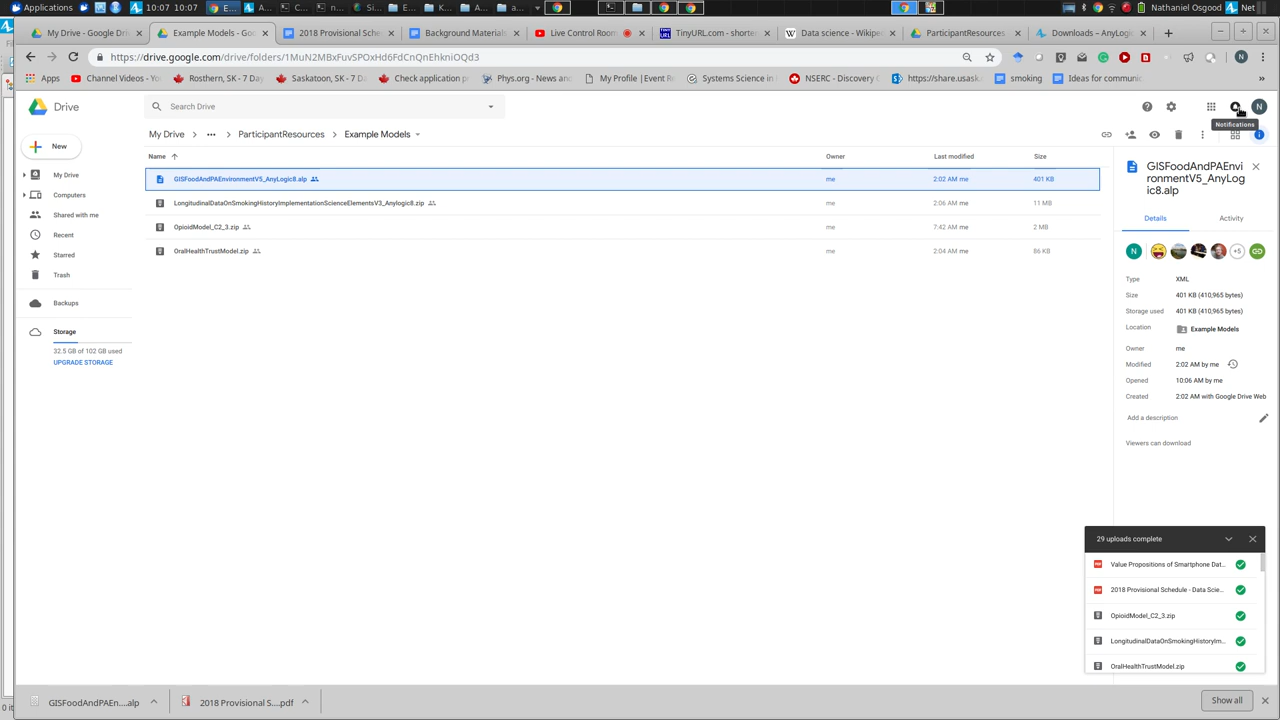 Applications
10:07 10:07
Nathaniel Osgood
Net
My Drive - Google Dri
Example Models - Goo
2018 Provisional Sched
Background Materials
Live Control Room
TinyURL.com - shorte
Data science - Wikipe
ParticipantResources
Downloads – AnyLogi
https://drive.google.com/drive/folders/1MuN2MBxFuvSPOxHd6FdCnQnEhkniOQd3
Apps
Channel Videos - Yo
Rosthern, SK - 7 Day
Saskatoon, SK - 7 Da
Check application
Phys.org - News and
My Profile |Event R
Systems Science in
NSERC - Discovery G
https://share.usask
smoking
Ideas for communic
»
Drive
Search Drive
N
Notifications
My Drive
...
ParticipantResources
Example Models
New
Name
Owner
Last modified
Size
My Drive
Computers
Shared with me
Recent
Starred
Trash
Backups
Storage
32.5 GB of 102 GB used
UPGRADE STORAGE
GISFoodAndPAEnvironmentV5_AnyLogic8.alp
me
2:02 AM me
401 KB
LongitudinalDataOnSmokingHistoryImplementationScienceElementsV3_Anylogic8.zip
me
2:06 AM me
11 MB
OpioidModel_C2_3.zip
me
7:42 AM me
2 MB
OralHealthTrustModel.zip
me
2:04 AM me
86 KB
GISFoodAndPAEnvi
ronmentV5_AnyLog
ic8.alp
Details
Activity
N
+5
Type
XML
Size
401 KB (410,965 bytes)
Storage used
401 KB (410,965 bytes)
Location
Example Models
Owner
me
Modified
2:02 AM by me
Opened
10:06 AM by me
Created
2:02 AM with Google Drive Web
Add a description
Viewers can download
29 uploads complete
Value Propositions of Smartphone Dat...
2018 Provisional Schedule - Data Scie...
OpioidModel_C2_3.zip
LongitudinalDataOnSmokingHistoryIm...
OralHealthTrustModel.zip
GISFoodAndPAEn....alp
2018 Provisional S....pdf
Show all